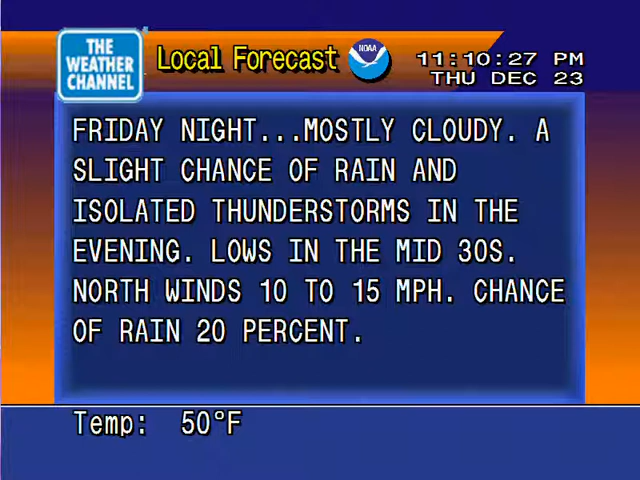 THE
WEATHER
CHANNEL
Local Forecast
NOAA
11:10:27 PM
THU DEC 23
FRIDAY NIGHT...MOSTLY CLOUDY. A
SLIGHT CHANCE OF RAIN AND
ISOLATED THUNDERSTORMS IN THE
EVENING. LOWS IN THE MID 30S.
NORTH WINDS 10 TO 15 MPH. CHANCE
OF RAIN 20 PERCENT.
Temp: 50°F